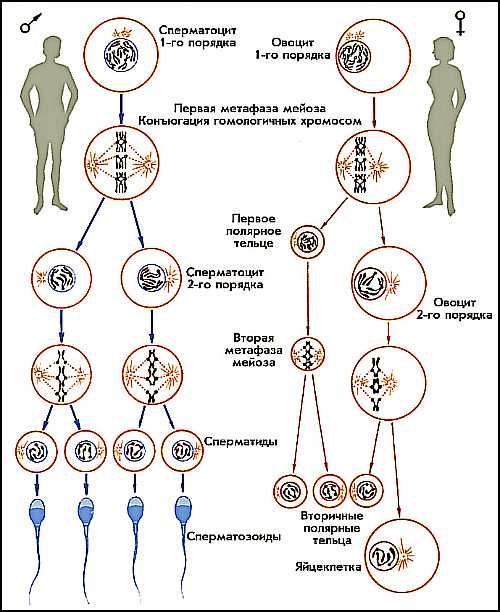 ♂
♀
Сперматоцит
1-го порядка
Овоцит
1-го порядка
Первая метафаза мейоза
Конъюгация гомологичных хромосом
Первое
полярное
тельце
Сперматоцит
2-го порядка
Овоцит
2-го порядка
Вторая
метафаза
мейоза
Сперматиды
Вторичные
полярные
тельца
Сперматозоиды
Яйцеклетка